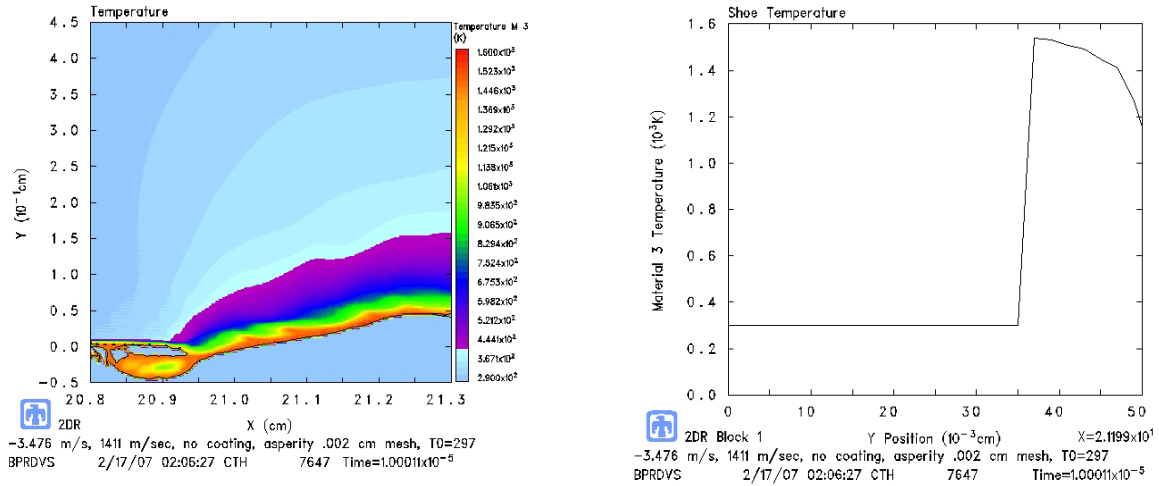 Temperature
4.5
4.0
3.5
3.0
2.5
2.0
1.5
1.0
0.5
0.0
-0.5
Y (10⁻¹cm)
20.8 20.9 21.0 21.1 21.2 21.3
X (cm)
Temperature M 3
(K)
1.600x10³
1.523x10³
1.446x10³
1.369x10³
1.292x10³
1.215x10³
1.138x10³
1.061x10³
9.835x10²
9.065x10²
8.294x10²
7.524x10²
6.753x10²
5.982x10²
5.212x10²
4.441x10²
3.671x10²
2.900x10²
2DR
-3.476 m/s, 1411 m/sec, no coating, asperity .002 cm mesh, T0=297
BPRDVS 2/17/07 02:06:27 CTH 7647 Time=1.00011x10⁻⁵
Shoe Temperature
1.6
1.4
1.2
1.0
0.8
0.6
0.4
0.2
0.0
Material 3 Temperature (10³K)
0 10 20 30 40 50
Y Position (10⁻³cm)
X=2.1199x10¹
2DR Block 1
-3.476 m/s, 1411 m/sec, no coating, asperity .002 cm mesh, T0=297
BPRDVS 2/17/07 02:06:27 CTH 7647 Time=1.00011x10⁻⁵